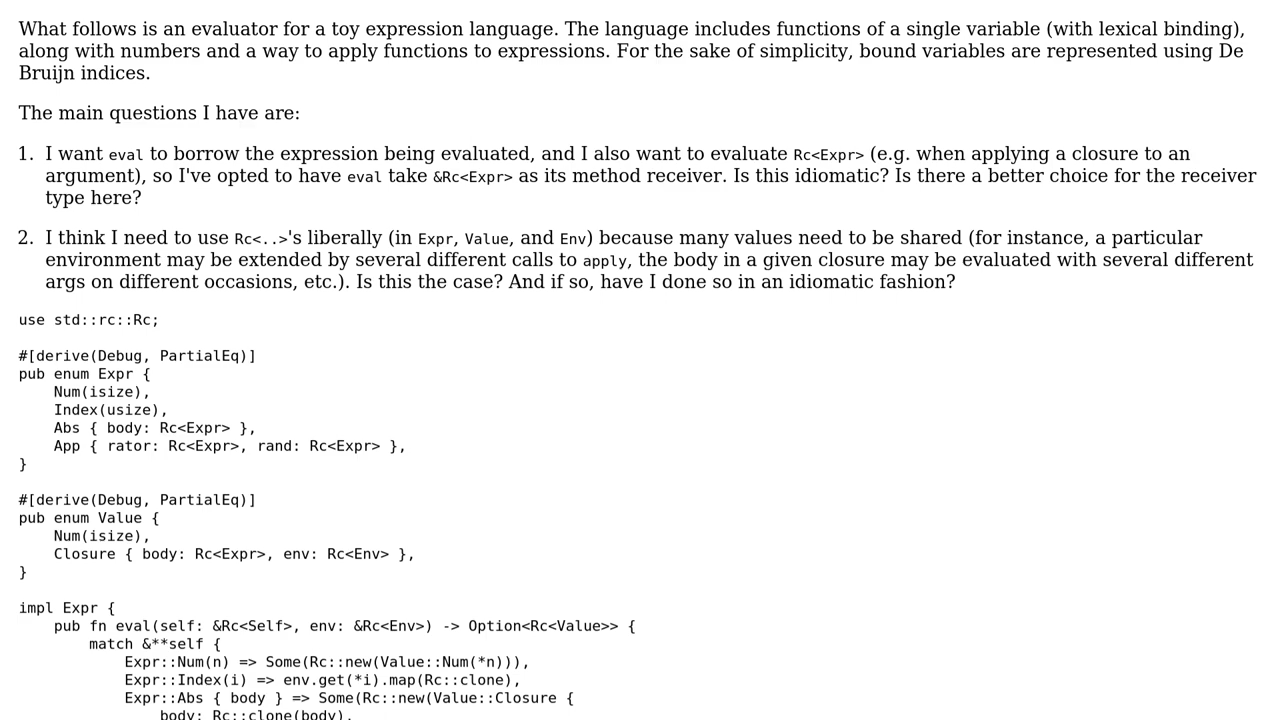 What follows is an evaluator for a toy expression language. The language includes functions of a single variable (with lexical binding),
along with numbers and a way to apply functions to expressions. For the sake of simplicity, bound variables are represented using De
Bruijn indices.
The main questions I have are:
1. I want eval to borrow the expression being evaluated, and I also want to evaluate Rc<Expr> (e.g. when applying a closure to an
argument), so I've opted to have eval take &Rc<Expr> as its method receiver. Is this idiomatic? Is there a better choice for the receiver
type here?
2. I think I need to use Rc<..>'s liberally (in Expr, Value, and Env) because many values need to be shared (for instance, a particular
environment may be extended by several different calls to apply, the body in a given closure may be evaluated with several different
args on different occasions, etc.). Is this the case? And if so, have I done so in an idiomatic fashion?
use std::rc::Rc;
#[derive(Debug, PartialEq)]
pub enum Expr {
    Num(isize),
    Index(usize),
    Abs { body: Rc<Expr> },
    App { rator: Rc<Expr>, rand: Rc<Expr> },
}
#[derive(Debug, PartialEq)]
pub enum Value {
    Num(isize),
    Closure { body: Rc<Expr>, env: Rc<Env> },
}
impl Expr {
    pub fn eval(self: &Rc<Self>, env: &Rc<Env>) -> Option<Rc<Value>> {
        match &**self {
            Expr::Num(n) => Some(Rc::new(Value::Num(*n))),
            Expr::Index(i) => env.get(*i).map(Rc::clone),
            Expr::Abs { body } => Some(Rc::new(Value::Closure {
                body: Rc::clone(body),